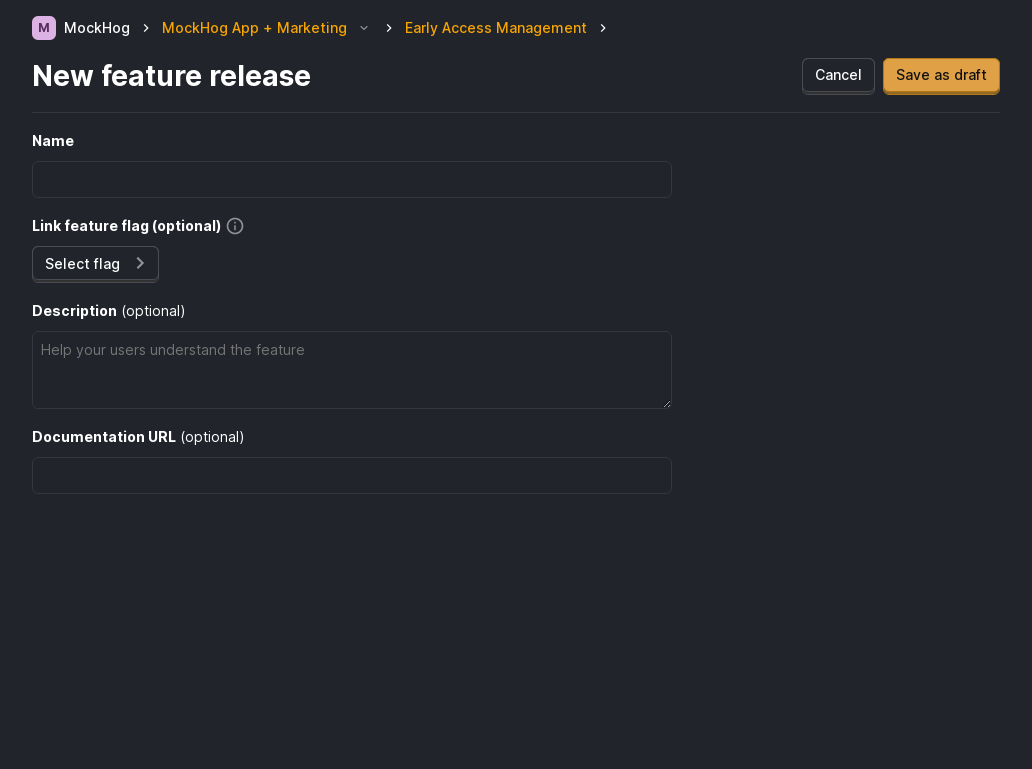 M MockHog MockHog App + Marketing Early Access Management
New feature release
Cancel Save as draft
Name
Link feature flag (optional)
Select flag
Description (optional)
Help your users understand the feature
Documentation URL (optional)